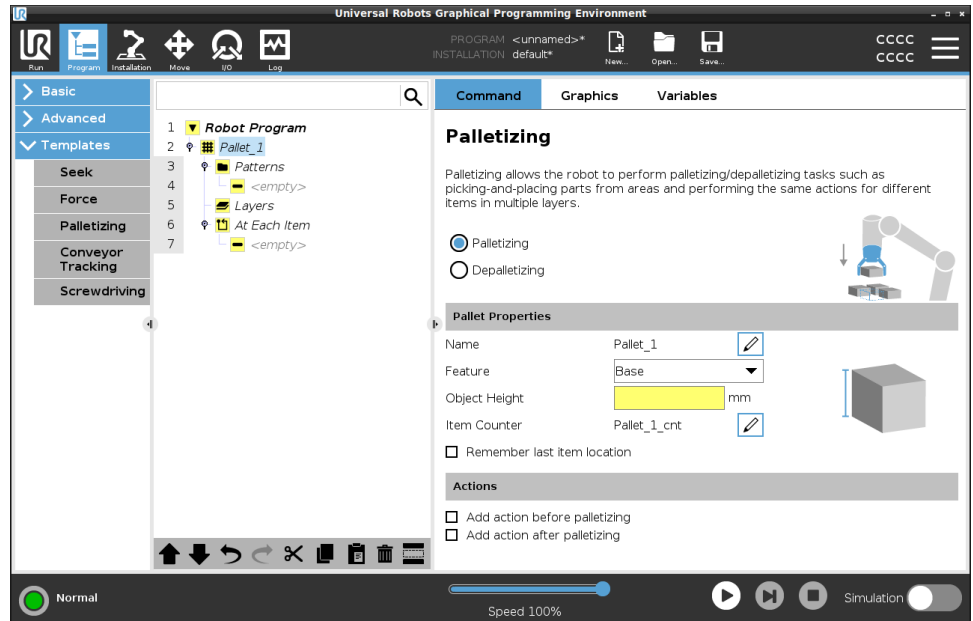 UR Universal Robots Graphical Programming Environment
UR
Run Program Installation Move I/O Log
PROGRAM <unnamed>*
INSTALLATION default*
New... Open... Save...
cccc
cccc
Basic
Advanced
Templates
Seek
Force
Palletizing
Conveyor
Tracking
Screwdriving
1 Robot Program
2 Pallet_1
3 Patterns
4 <empty>
5 Layers
6 At Each Item
7 <empty>
Command Graphics Variables
Palletizing
Palletizing allows the robot to perform palletizing/depalletizing tasks such as
picking-and-placing parts from areas and performing the same actions for different
items in multiple layers.
Palletizing
Depalletizing
Pallet Properties
Name Pallet_1
Feature Base
Object Height mm
Item Counter Pallet_1_cnt
Remember last item location
Actions
Add action before palletizing
Add action after palletizing
Normal
Speed 100%
Simulation